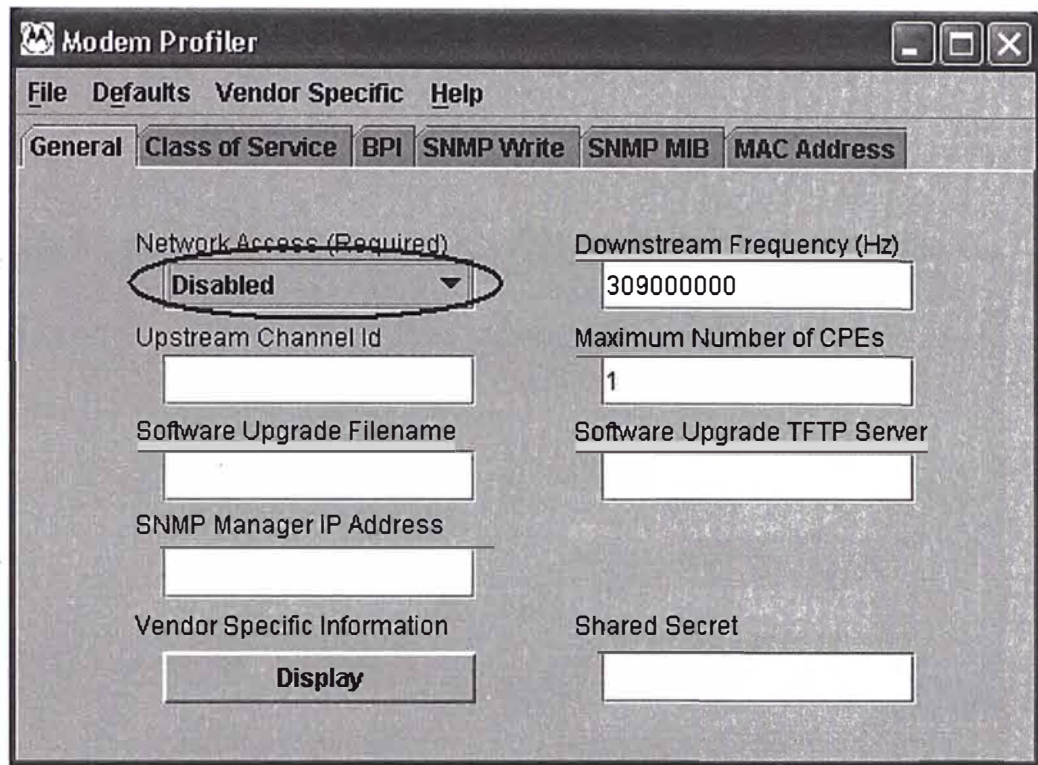 Modem Profiler
File Defaults Vendor Specific Help
General Class of Service BPI SNMP Write SNMP MIB MAC Address
Network Access (Required) Downstream Frequency (Hz)
Disabled 309000000
Upstream Channel Id Maximum Number of CPEs
1
Software Upgrade Filename Software Upgrade TFTP Server
SNMP Manager IP Address
Vendor Specific Information Shared Secret
Display